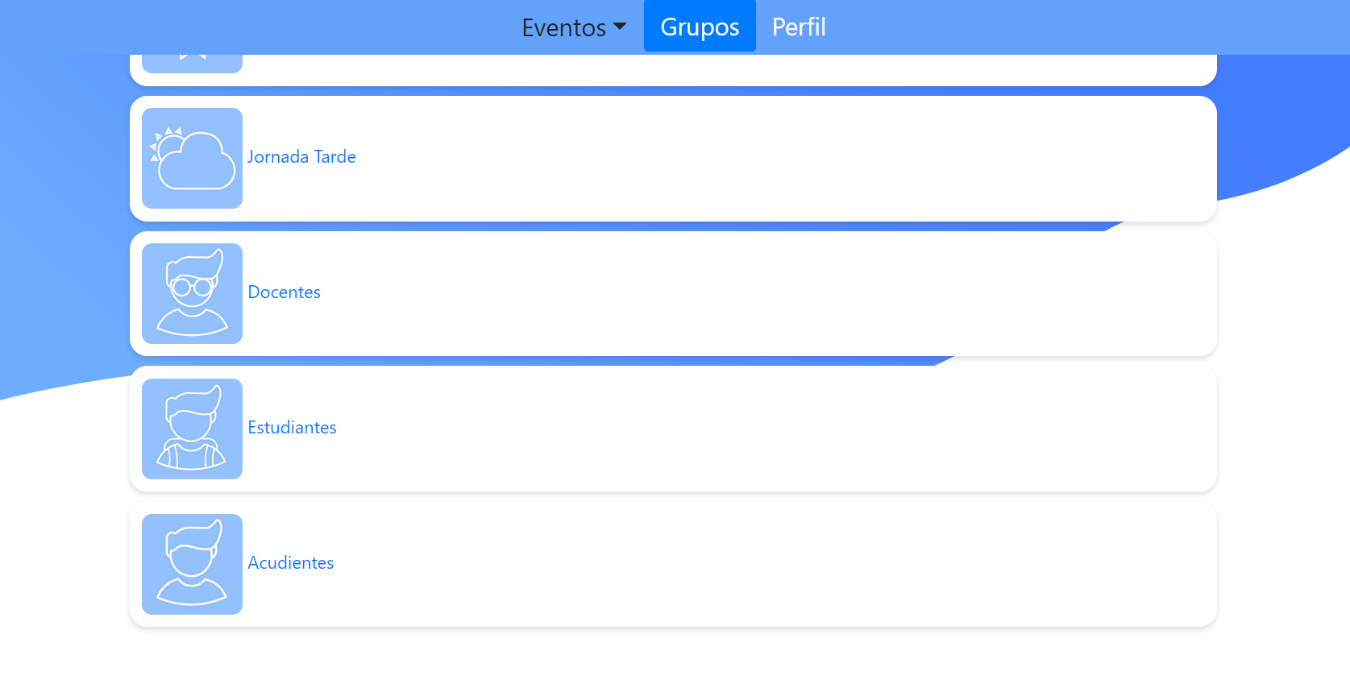 Eventos Grupos Perfil
Jornada Tarde
Docentes
Estudiantes
Acudientes